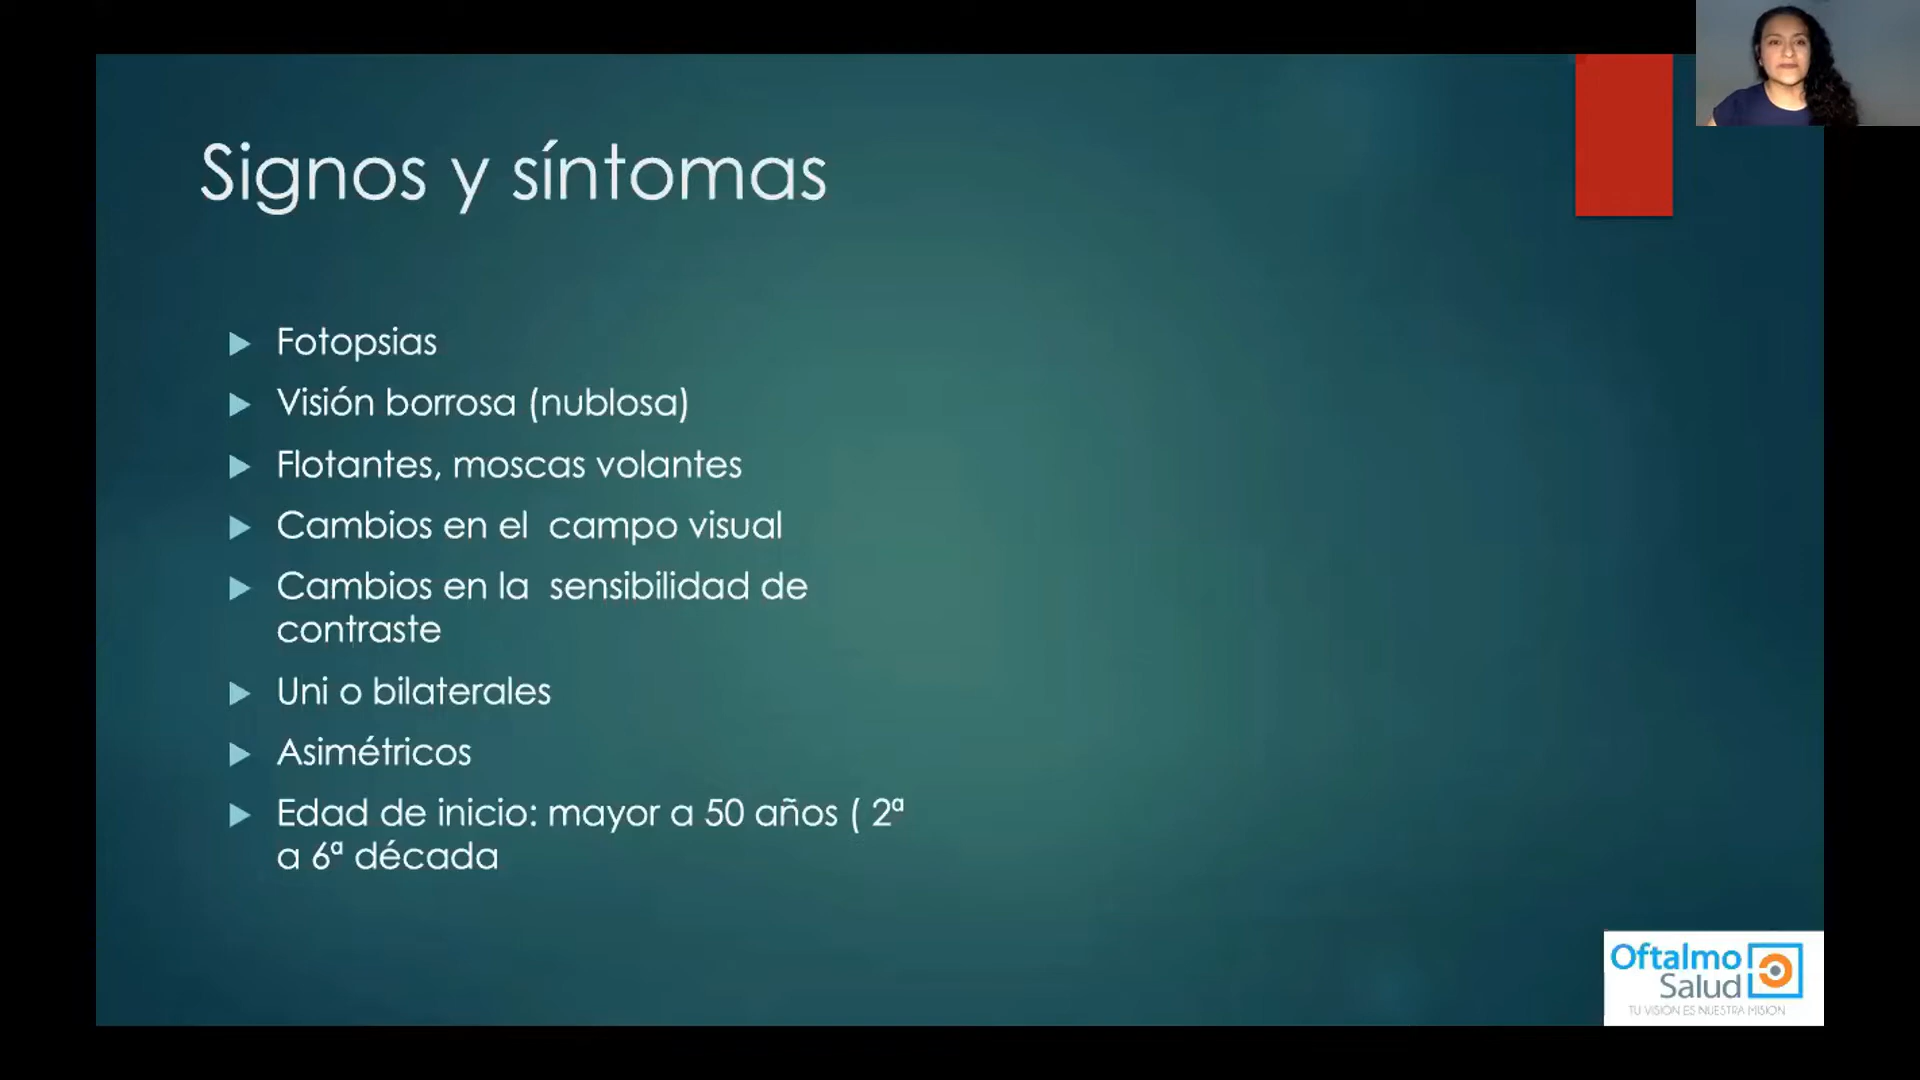 Signos y síntomas
Fotopsias
Visión borrosa (nublosa)
Flotantes, moscas volantes
Cambios en el campo visual
Cambios en la sensibilidad de
contraste
Uni o bilaterales
Asimétricos
Edad de inicio: mayor a 50 años ( 2ª
a 6ª década
Oftalmo
Salud
TU VISION ES NUESTRA MISION